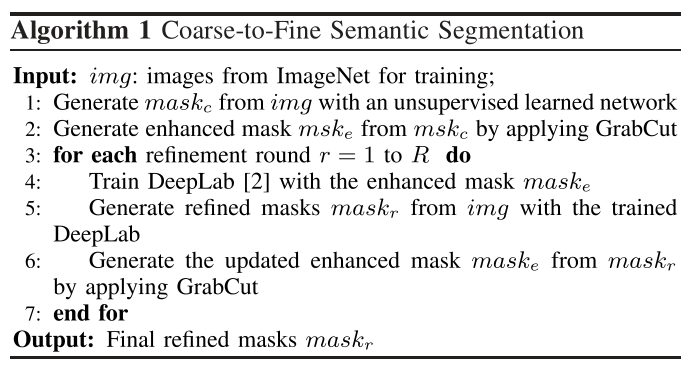 Algorithm 1 Coarse-to-Fine Semantic Segmentation
Input: img: images from ImageNet for training;
1: Generate mask_c from img with an unsupervised learned network
2: Generate enhanced mask msk_e from msk_c by applying GrabCut
3: for each refinement round r = 1 to R do
4: Train DeepLab [2] with the enhanced mask mask_e
5: Generate refined masks mask_r from img with the trained
DeepLab
6: Generate the updated enhanced mask mask_e from mask_r
by applying GrabCut
7: end for
Output: Final refined masks mask_r